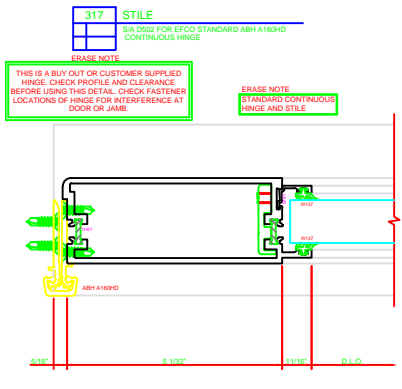 317 STILE
S/A D502 FOR EFCO STANDARD ABH A160HD
CONTINUOUS HINGE
ERASE NOTE
THIS IS A BUY OUT OR CUSTOMER SUPPLIED
HINGE. CHECK PROFILE AND CLEARANCE
BEFORE USING THIS DETAIL. CHECK FASTENER
LOCATIONS OF HINGE FOR INTERFERENCE AT
DOOR OR JAMB.
ERASE NOTE
STANDARD CONTINUOUS
HINGE AND STILE
W137
W137
ABH A160HD
5/16"
5 1/32"
11/16"
D.L.O.